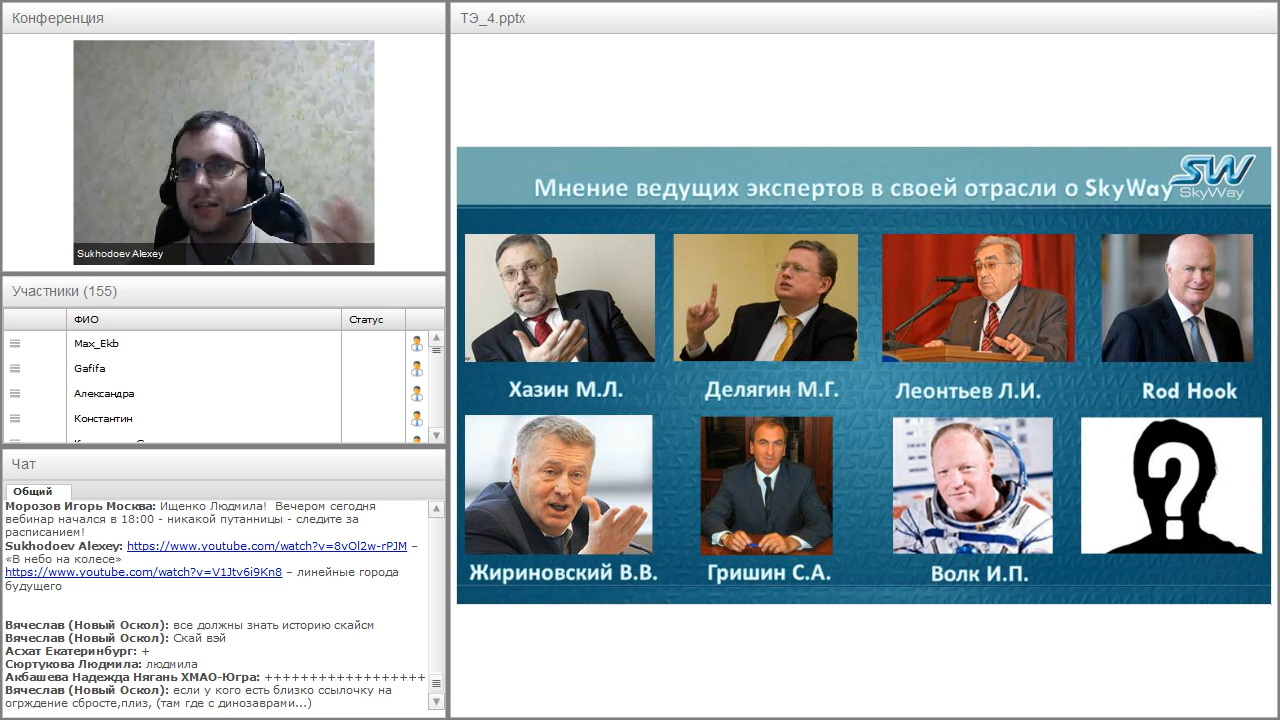 Конференция
Sukhodoev Alexey
Участники (155)
ФИО
Статус
Max_Ekb
Gafifa
Александра
Константин
Чат
Общий
Морозов Игорь Москва: Ищенко Людмила! Вечером сегодня
вебинар начался в 18:00 - никакой путанницы - следите за
расписанием!
Sukhodoev Alexey: https://www.youtube.com/watch?v=8vOl2w-rPJM –
«В небо на колесе»
https://www.youtube.com/watch?v=V1Jtv6i9Kn8 – линейные города
будущего
Вячеслав (Новый Оскол): все должны знать историю скайсм
Вячеслав (Новый Оскол): Скай вэй
Асхат Екатеринбург: +
Сюртукова Людмила: людмила
Акбашева Надежда Нягань ХМАО-Югра: ++++++++++++++++++
Вячеслав (Новый Оскол): если у кого есть близко ссылочку на
огрждение сбросте,плиз, (там где с динозаврами...)
ТЭ_4.pptx
Мнение ведущих экспертов в своей отрасли о SkyWay
SW
SkyWay
Хазин М.Л.
Делягин М.Г.
Леонтьев Л.И.
Rod Hook
Жириновский В.В.
Гришин С.А.
Волк И.П.
?